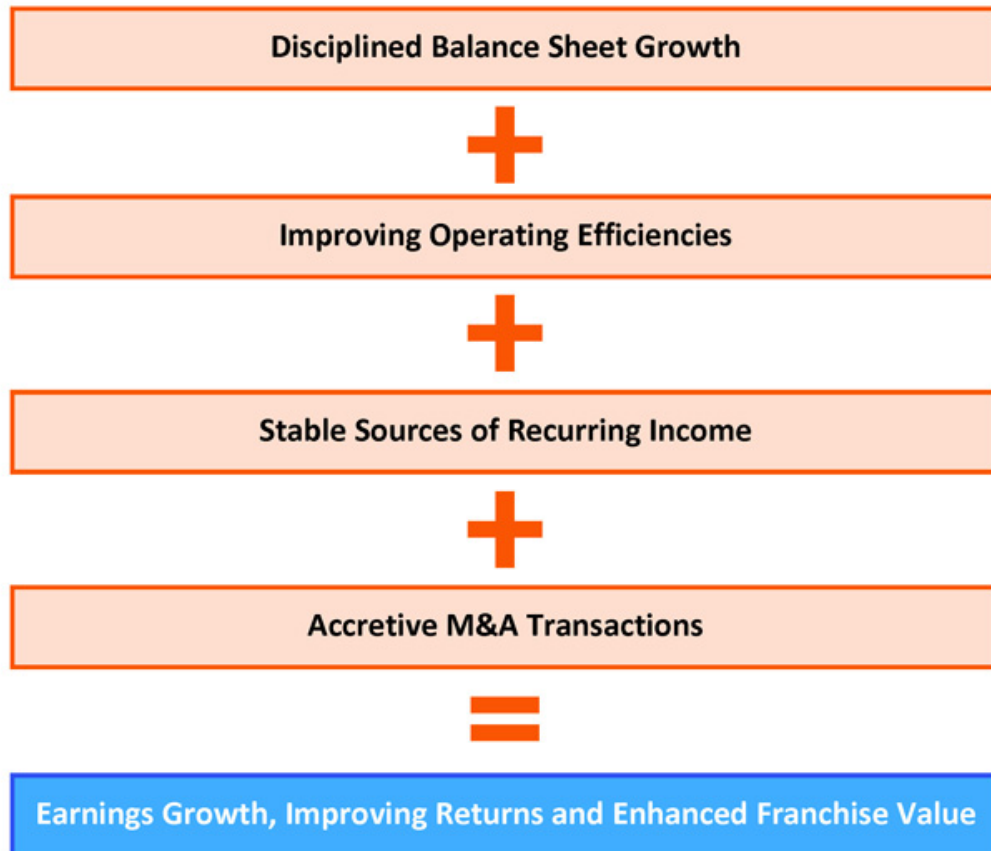 Disciplined Balance Sheet Growth
+
Improving Operating Efficiencies
+
Stable Sources of Recurring Income
+
Accretive M&A Transactions
=
Earnings Growth, Improving Returns and Enhanced Franchise Value